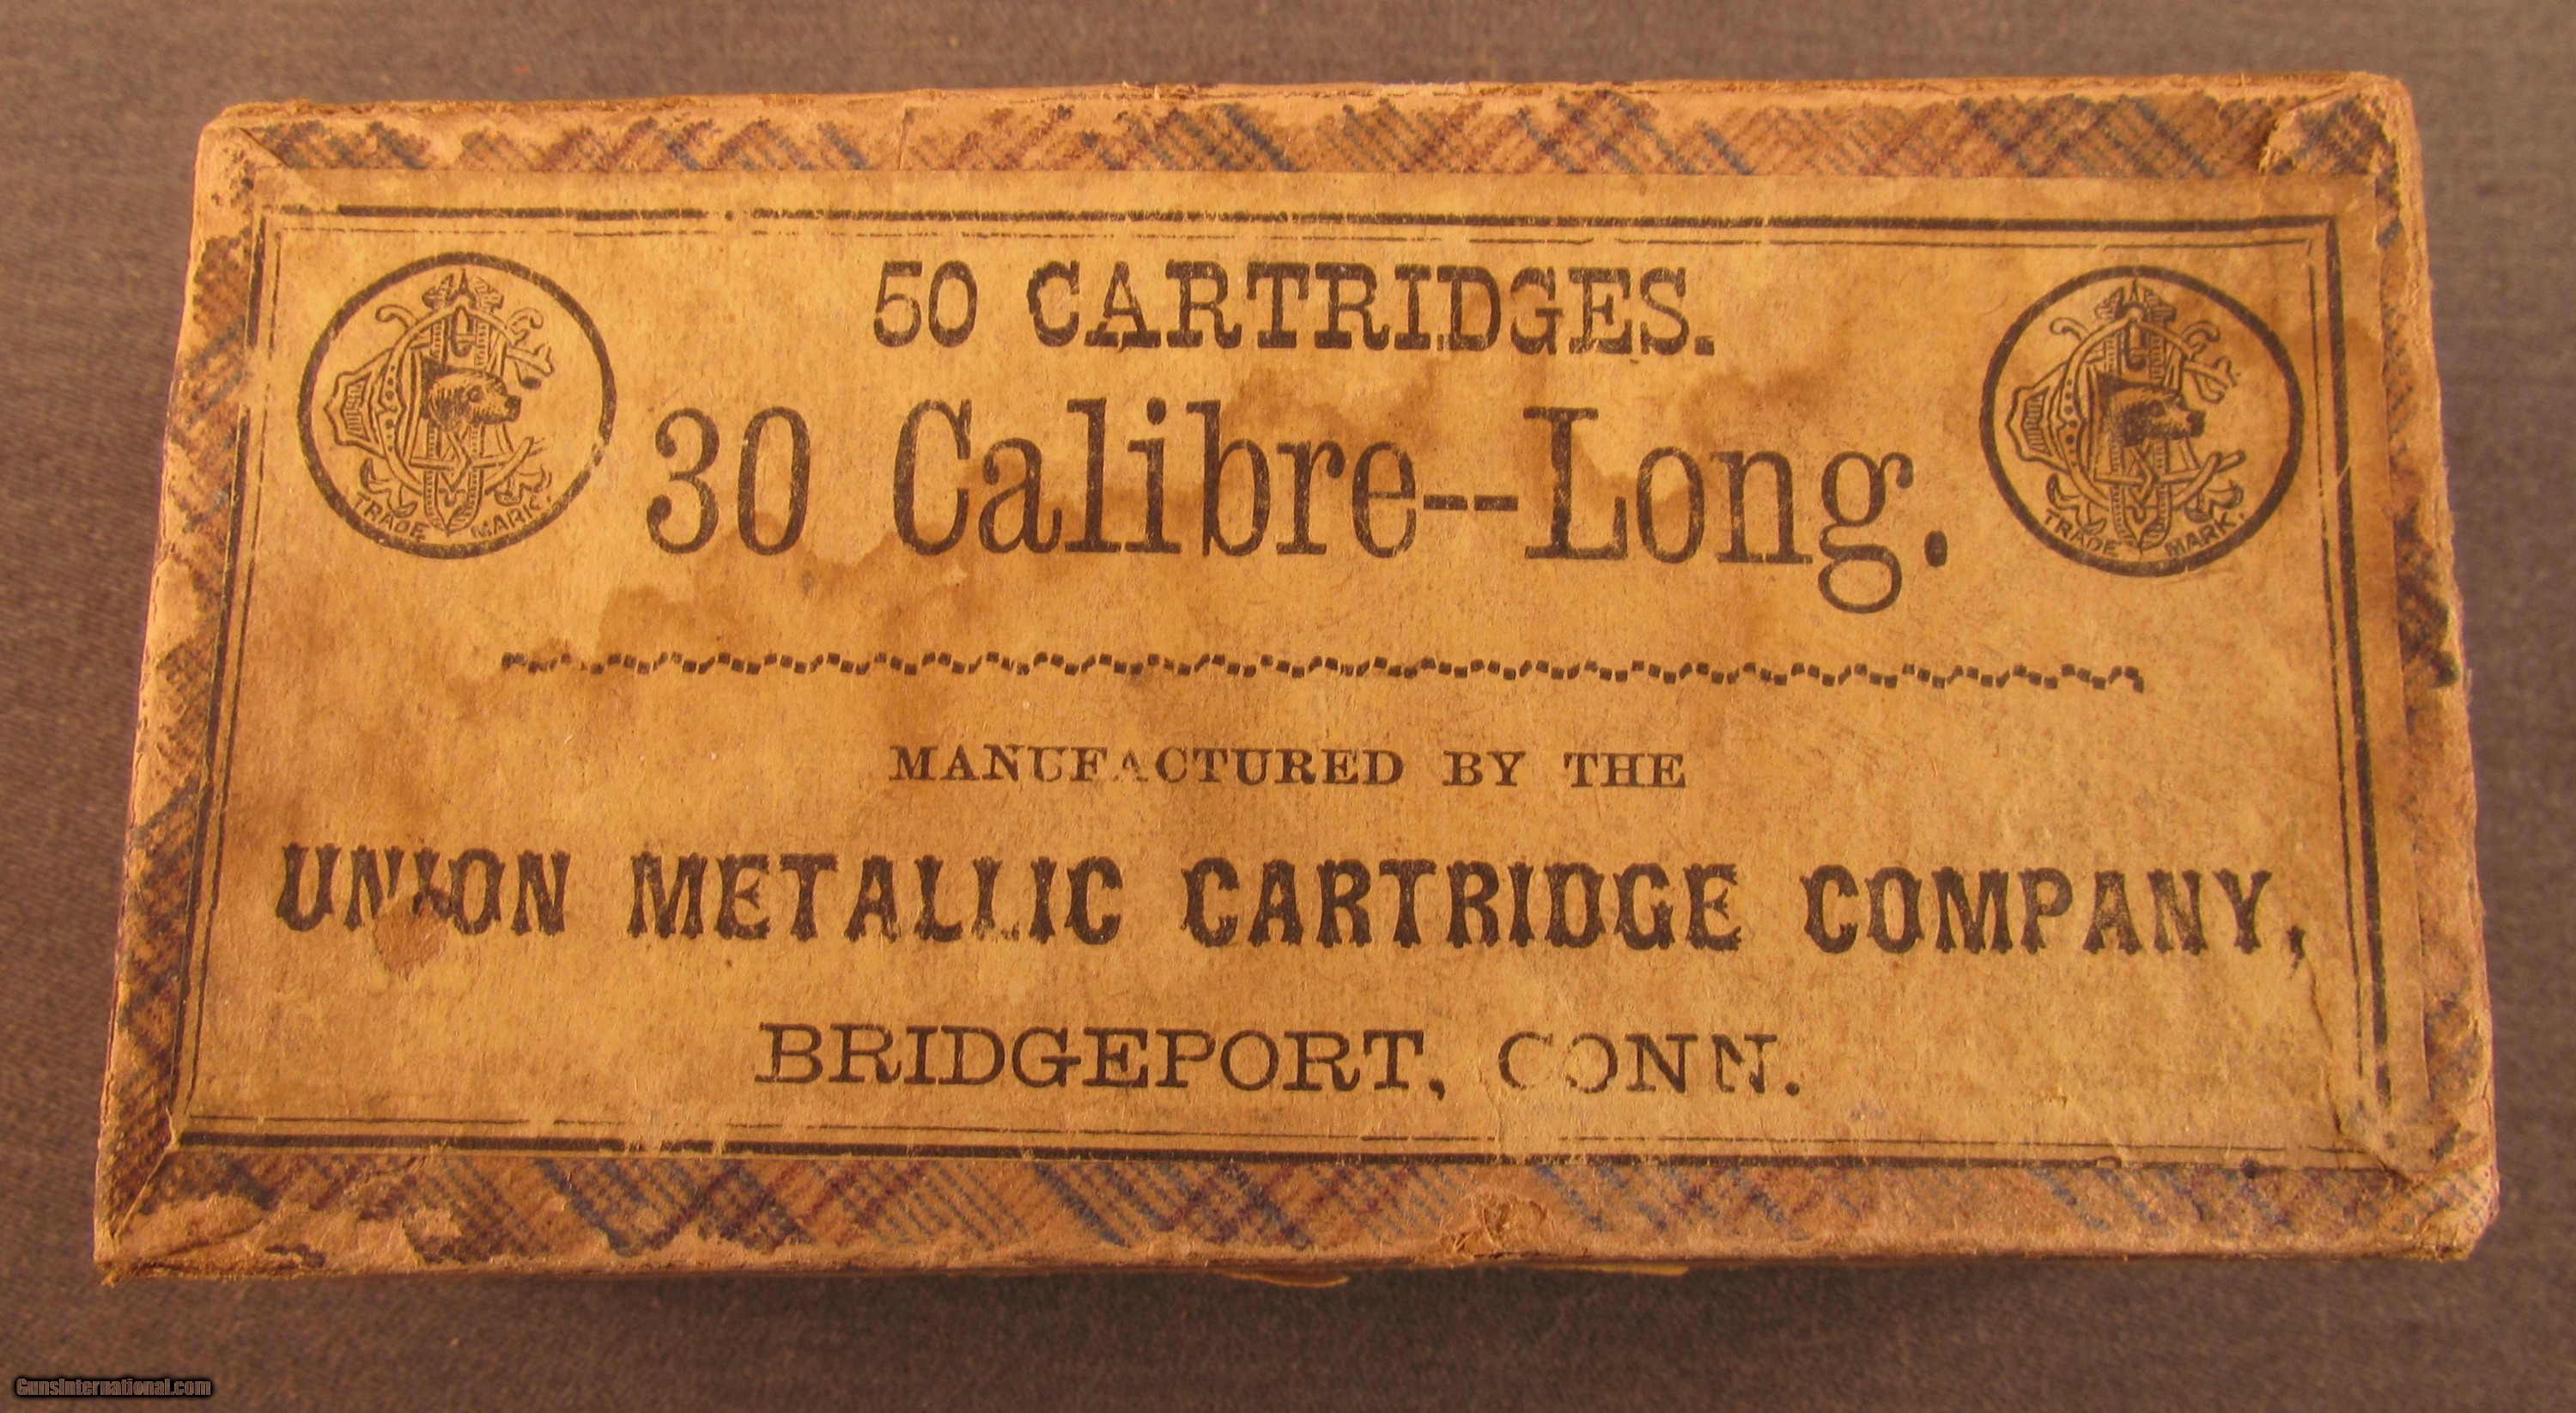 50 CARTRIDGES.
30 Calibre--Long.
TRADE MARK.
TRADE MARK.
MANUFACTURED BY THE
UNION METALLIC CARTRIDGE COMPANY,
BRIDGEPORT, CONN.
GunsInternational.com